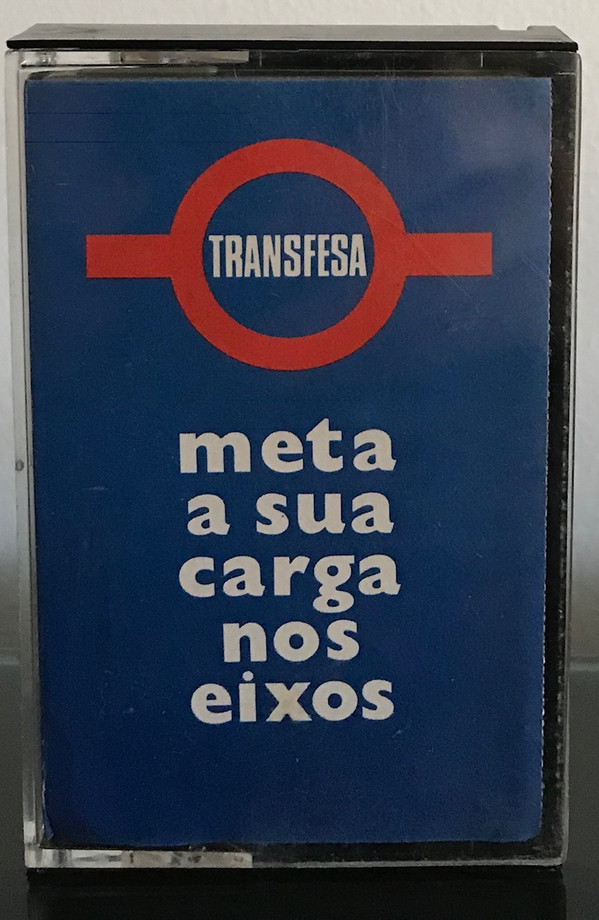 TRANSFESA
meta
a sua
carga
nos
eixos